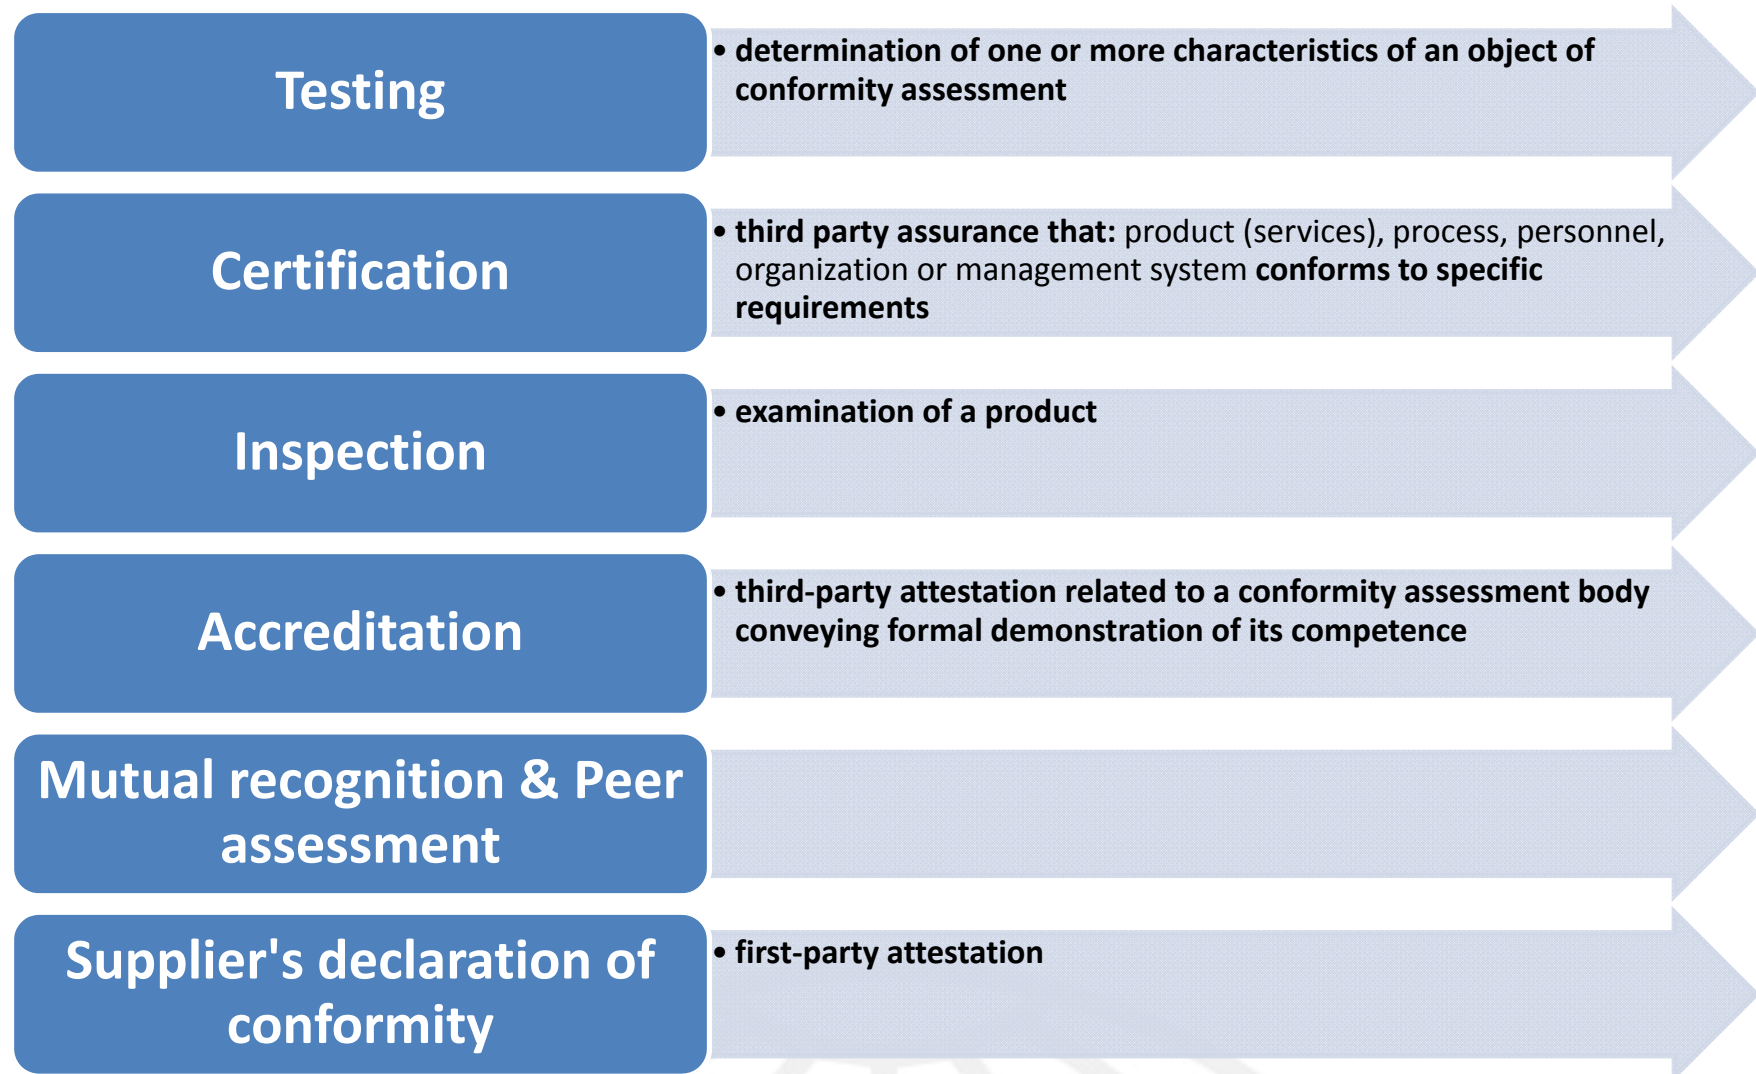 Testing
• determination of one or more characteristics of an object of
conformity assessment
Certification
• third party assurance that: product (services), process, personnel,
organization or management system conforms to specific
requirements
Inspection
• examination of a product
Accreditation
• third-party attestation related to a conformity assessment body
conveying formal demonstration of its competence
Mutual recognition & Peer
assessment
Supplier's declaration of
conformity
• first-party attestation